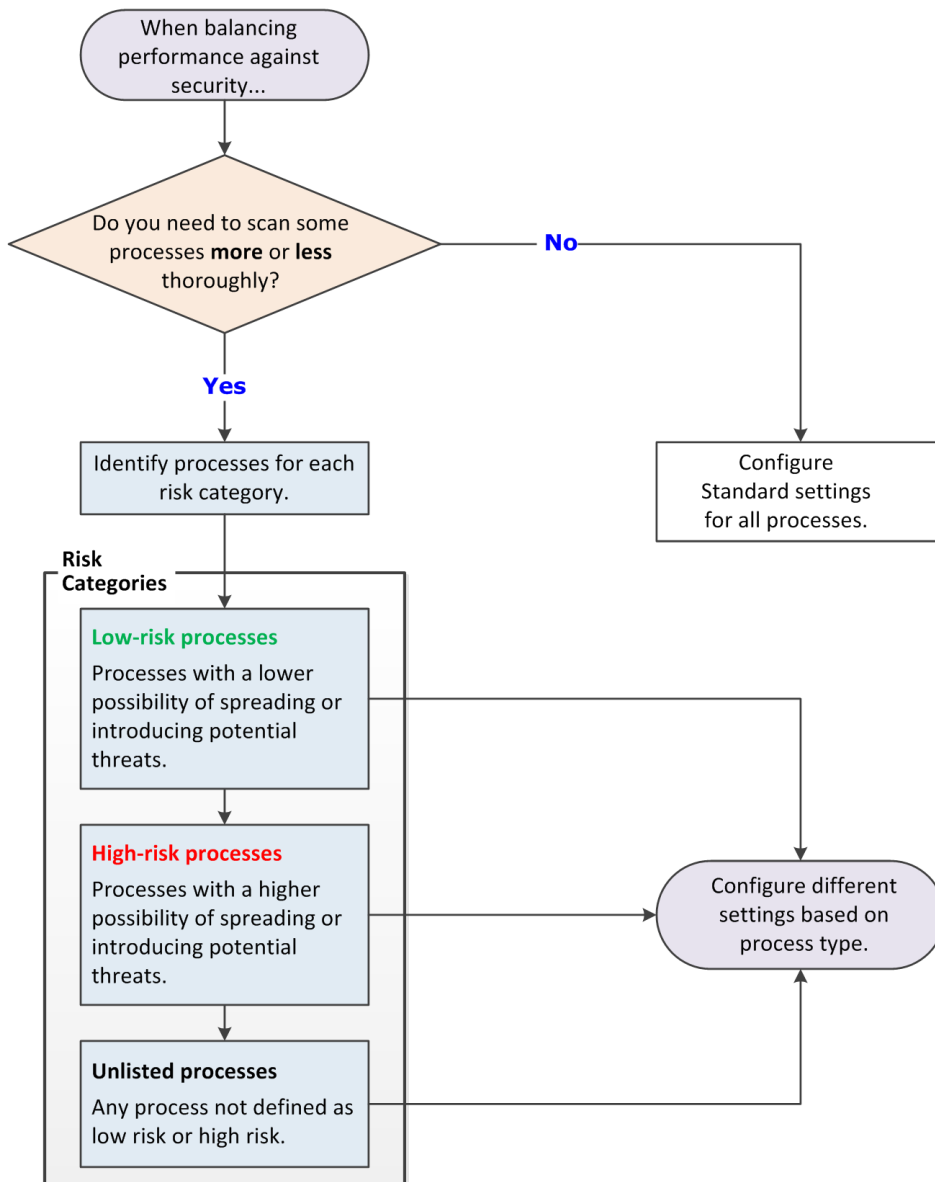 When balancing
performance against
security...
Do you need to scan some
processes more or less
thoroughly?
No
Yes
Identify processes for each
risk category.
Configure
Standard settings
for all processes.
Risk
Categories
Low-risk processes
Processes with a lower
possibility of spreading or
introducing potential
threats.
High-risk processes
Processes with a higher
possibility of spreading or
introducing potential
threats.
Configure different
settings based on
process type.
Unlisted processes
Any process not defined as
low risk or high risk.